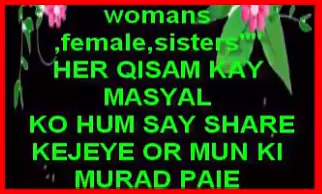 womans
,female,sisters""
HER QISAM KAY
MASYAL
KO HUM SAY SHARE
KEJEYE OR MUN KI
MURAD PAIE